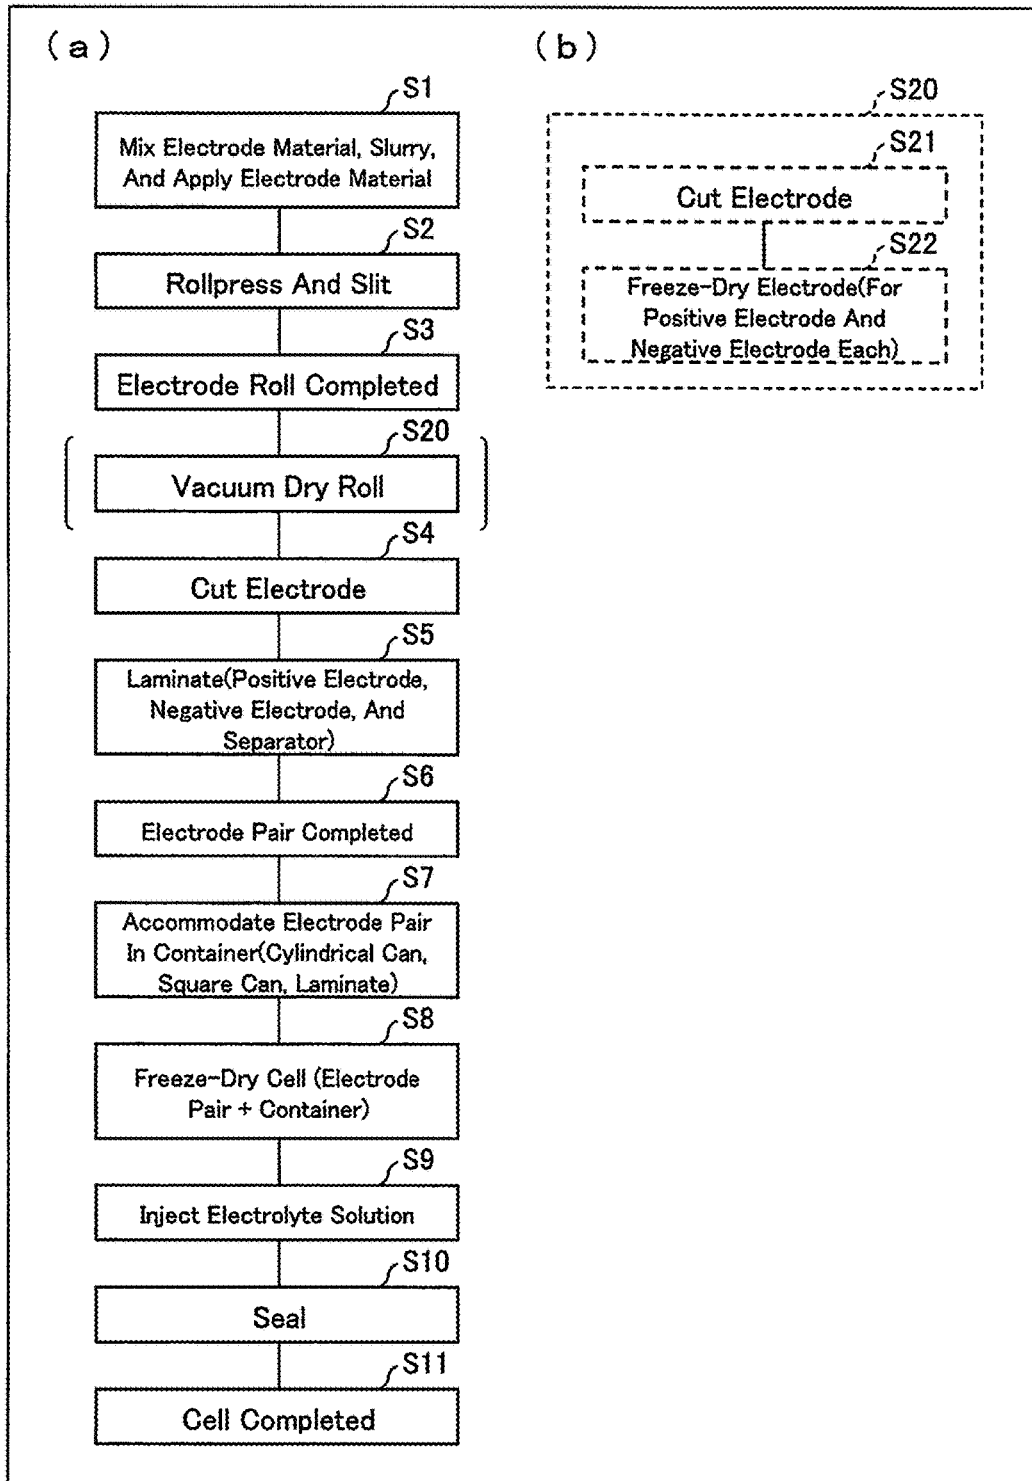 (a)
S1
Mix Electrode Material, Slurry,
And Apply Electrode Material
S2
Rollpress And Slit
S3
Electrode Roll Completed
S20
Vacuum Dry Roll
S4
Cut Electrode
S5
Laminate(Positive Electrode,
Negative Electrode, And
Separator)
S6
Electrode Pair Completed
S7
Accommodate Electrode Pair
In Container(Cylindrical Can,
Square Can, Laminate)
S8
Freeze-Dry Cell (Electrode
Pair + Container)
S9
Inject Electrolyte Solution
S10
Seal
S11
Cell Completed
(b)
S20
S21
Cut Electrode
S22
Freeze-Dry Electrode(For
Positive Electrode And
Negative Electrode Each)